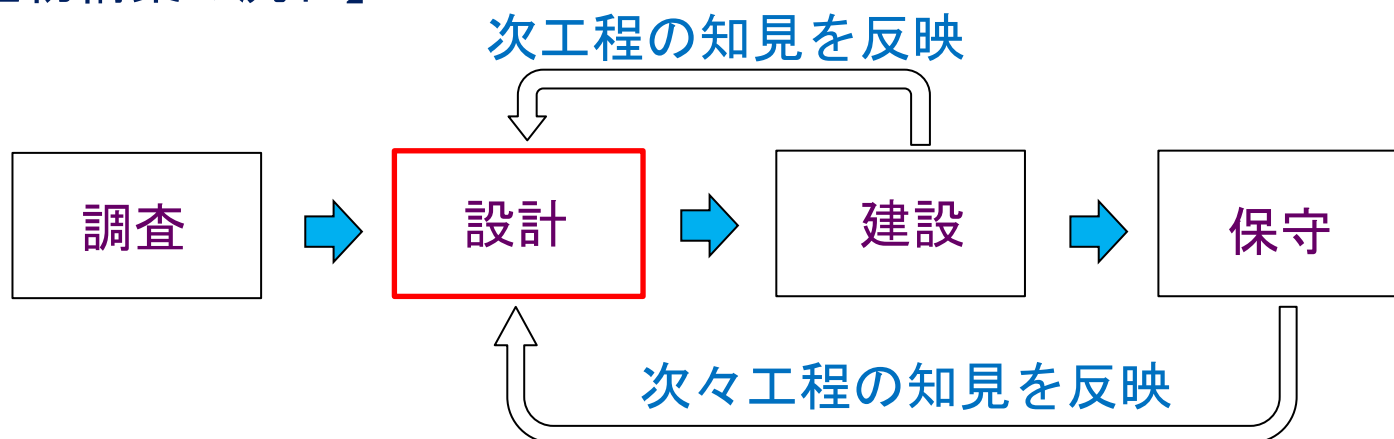 次工程の知見を反映
調査
設計
建設
保守
次々工程の知見を反映